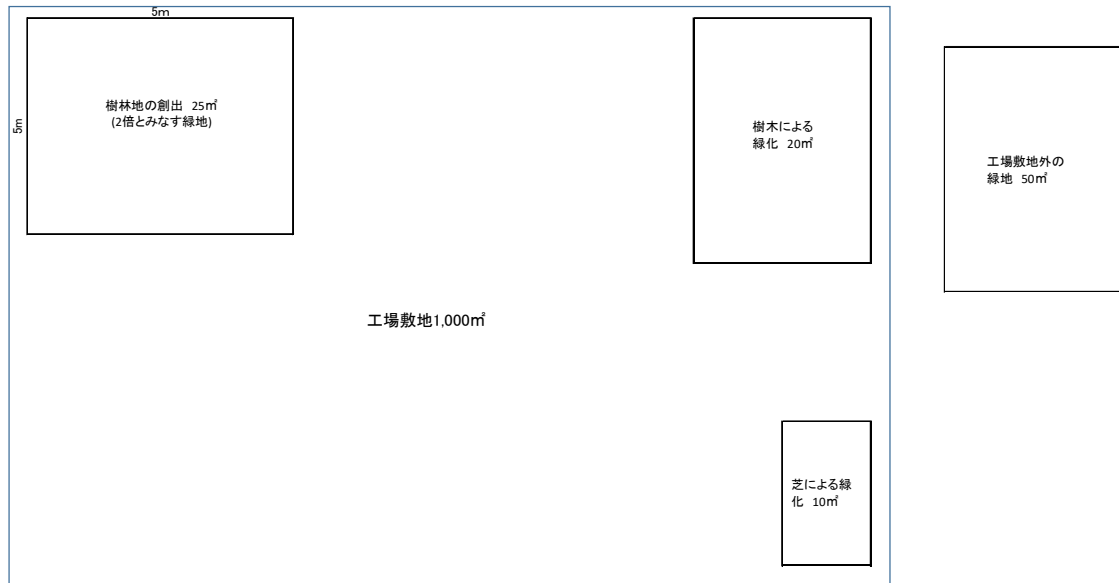 5m
5m
樹林地の創出 25㎡
(2倍とみなす緑地)
樹木による
緑化 20㎡
工場敷地外の
緑地 50㎡
工場敷地1,000㎡
芝による緑
化 10㎡